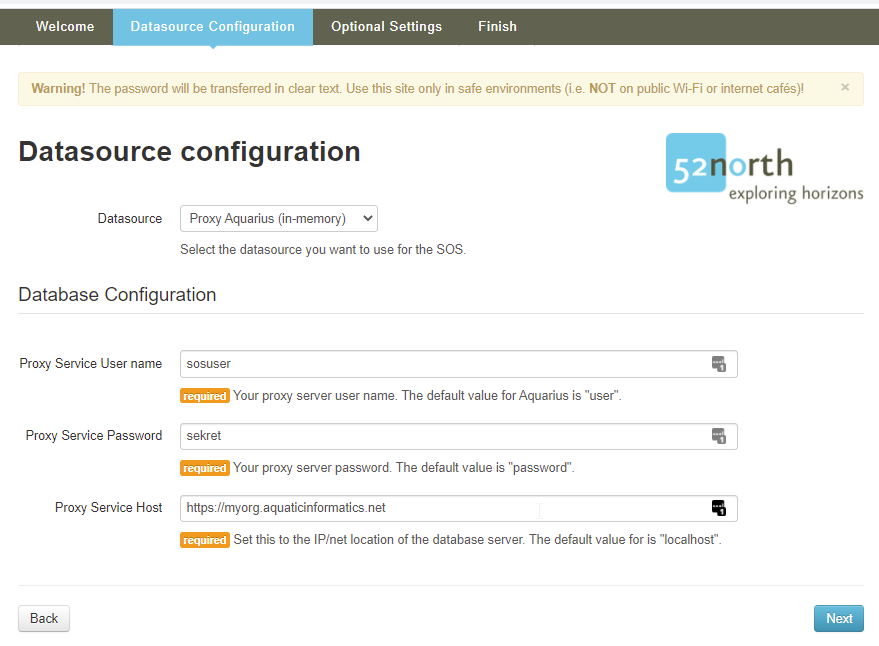 Welcome
Datasource Configuration
Optional Settings
Finish
Warning! The password will be transferred in clear text. Use this site only in safe environments (i.e. NOT on public Wi-Fi or internet cafés)! ×
Datasource configuration
52north
exploring horizons
Datasource Proxy Aquarius (in-memory)
Select the datasource you want to use for the SOS.
Database Configuration
Proxy Service User name sosuser 1
required Your proxy server user name. The default value for Aquarius is "user".
Proxy Service Password sekret 1
required Your proxy server password. The default value is "password".
Proxy Service Host https://myorg.aquaticinformatics.net 1
required Set this to the IP/net location of the database server. The default value for is "localhost".
Back
Next